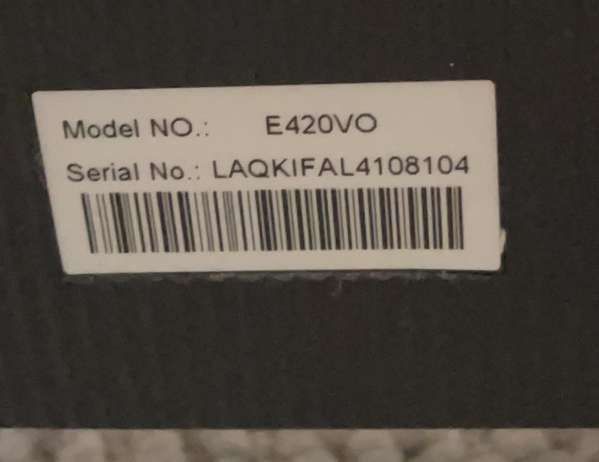 Model NO.: E420VO
Serial No.: LAQKIFAL4108104